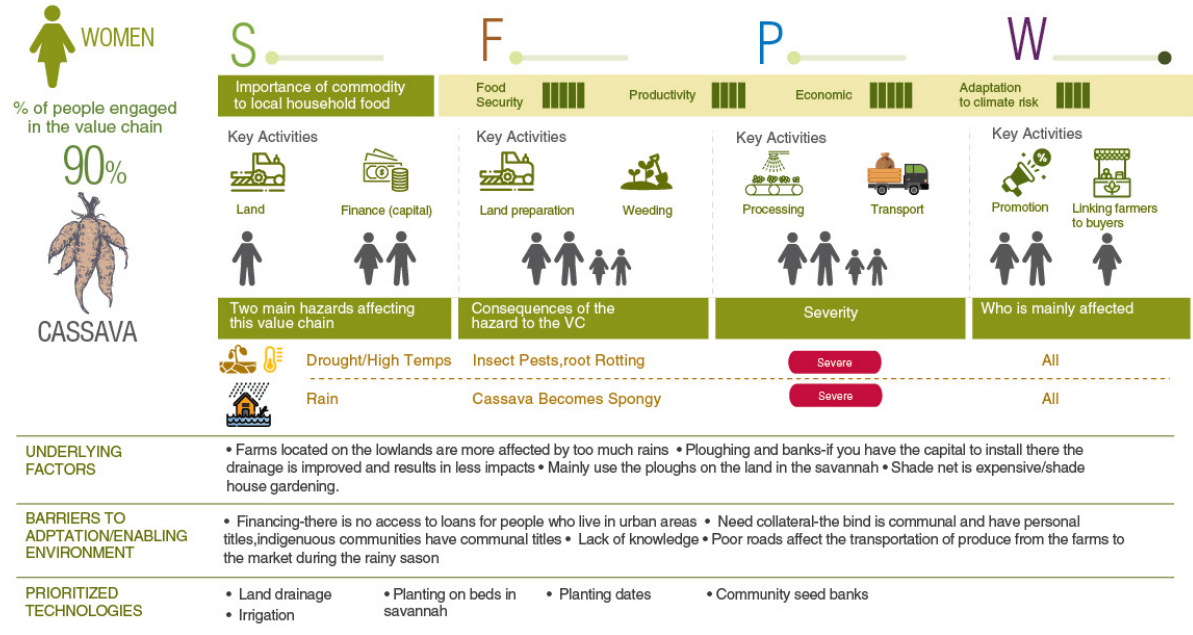 WOMEN
% of people engaged
in the value chain
90%
CASSAVA
S
F
P
W
Importance of commodity
to local household food
Food
Security
Productivity
Economic
Adaptation
to climate risk
Key Activities
Key Activities
Key Activities
Key Activities
%
Land
Finance (capital)
Land preparation
Weeding
Processing
Transport
Promotion
Linking farmers
to buyers
Two main hazards affecting
this value chain
Consequences of the
hazard to the VC
Severity
Who is mainly affected
Drought/High Temps
Insect Pests,root Rotting
Severe
All
Rain
Cassava Becomes Spongy
Severe
All
UNDERLYING
FACTORS
• Farms located on the lowlands are more affected by too much rains • Ploughing and banks-if you have the capital to install there the
drainage is improved and results in less impacts • Mainly use the ploughs on the land in the savannah • Shade net is expensive/shade
house gardening.
BARRIERS TO
ADPTATION/ENABLING
ENVIRONMENT
• Financing-there is no access to loans for people who live in urban areas • Need collateral-the bind is communal and have personal
titles,indigenuous communities have communal titles • Lack of knowledge • Poor roads affect the transportation of produce from the farms to
the market during the rainy sason
PRIORITIZED
TECHNOLOGIES
• Land drainage
• Irrigation
• Planting on beds in
savannah
• Planting dates
• Community seed banks